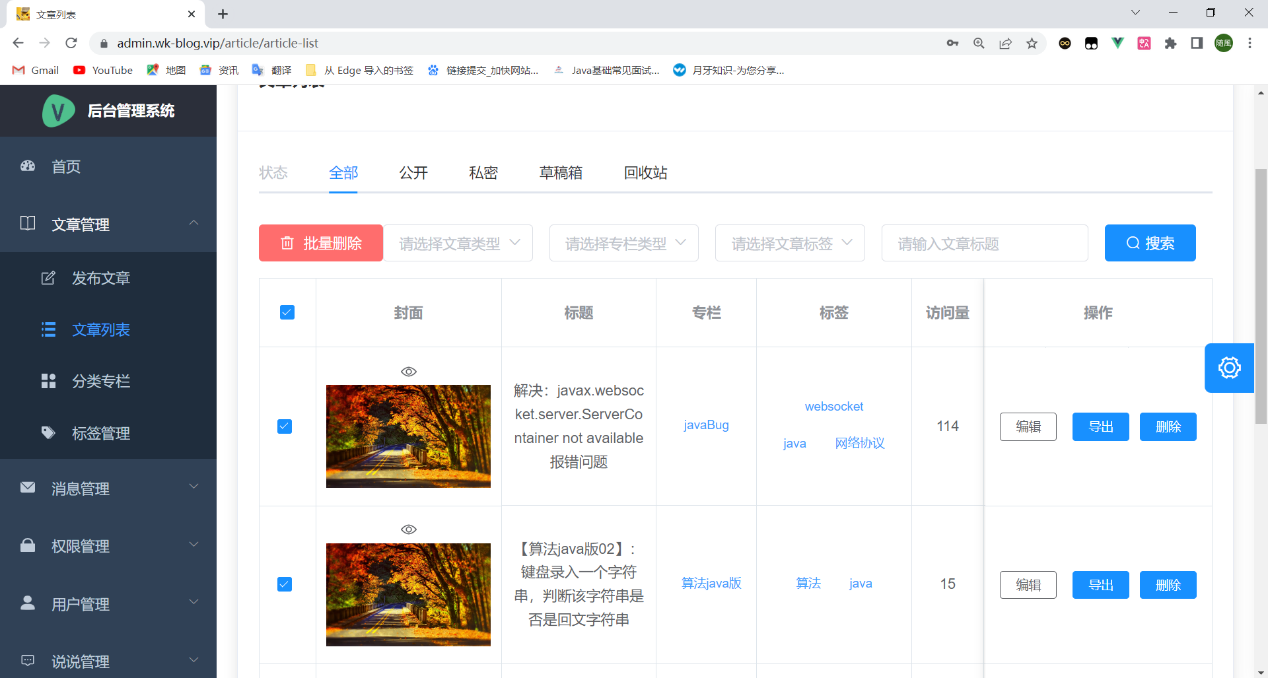 文章列表
admin.wk-blog.vip/article/article-list
随風
Gmail
YouTube
地图
资讯
翻译
从 Edge 导入的书签
链接提交_加快网站...
Java基础常见面试...
月牙知识-为您分享...
V 后台管理系统
首页
文章管理
发布文章
文章列表
分类专栏
标签管理
消息管理
权限管理
用户管理
说说管理
文章列表
状态 全部 公开 私密 草稿箱 回收站
批量删除 请选择文章类型 请选择专栏类型 请选择文章标签 请输入文章标题 搜索
封面 标题 专栏 标签 访问量 操作
解决：javax.websoc
ket.server.ServerCo
ntainer not available
报错问题
javaBug
websocket
java 网络协议
114
编辑 导出 删除
【算法java版02】：
键盘录入一个字符
串，判断该字符串是
否是回文字符串
算法java版
算法 java
15
编辑 导出 删除